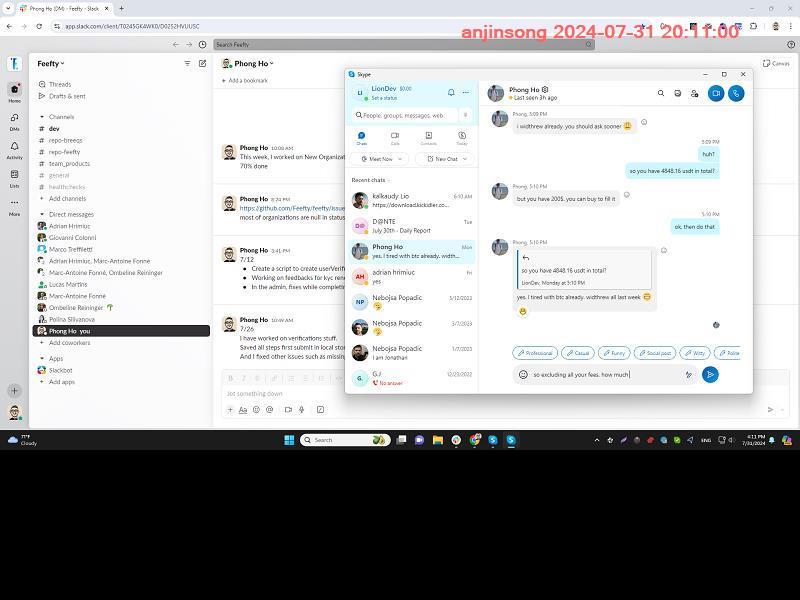 Phong Ho (DM) - Feefty - Slack
app.slack.com/client/T0245GK4WK0/D0252HVUUSC
anjinsong 2024-07-31 20:11:00
Search Feefty
Feefty
Threads
Drafts & sent
Channels
# dev
# repo-breeqs
# repo-feefty
# team_products
# general
# healthchecks
+ Add channels
Direct messages
Adrian Hrimiuc
Giovanni Colonni
Marco Treffiletti
Adrian Hrimiuc, Marc-Antoine Fonné
Marc-Antoine Fonné, Ombeline Reininger
Lucas Martins
Marc-Antoine Fonné
Ombeline Reininger
Polina Silivanova
Phong Ho you
+ Add coworkers
Apps
Slackbot
+ Add apps
Home
DMs
Activity
Lists
More
Phong Ho
Canvas
+ Add a bookmark
Phong Ho 10:08 AM
This week, I worked on New Organizat
70% done
Phong Ho 8:24 PM
https://github.com/Feefty/feefty/issue
most of organizations are null in status
Phong Ho 3:41 PM
7/12
• Create a script to create userVerifi
• Working on feedbacks for kyc rene
• In the admin, fixes while completin
Phong Ho 10:49 AM
7/26
I have worked on verifications stuff.
Saved all steps first submit in local stor
And I fixed other issues such as missing
Jot something down
Skype
LionDev $0.00
Set a status
People, groups, messages, web
Chats
Calls
Contacts
Today
Meet Now
New Chat
Recent chats
kalkaudy Lio 6:10 AM
https://download.kickidler.co...
D@NTE Tue
July 30th - Daily Report
Phong Ho Mon
yes. I tired with btc already. width...
adrian hrimiuc Fri
yes
Nebojsa Popadic 5/12/2023
Nebojsa Popadic 3/7/2023
Nebojsa Popadic 1/7/2023
I am Jonathan
G.J 12/23/2022
No answer
Phong Ho
Last seen 3h ago
Phong, 5:09 PM
i widthrew already. you should ask sooner
5:09 PM
huh?
so you have 4848.16 usdt in total?
Phong, 5:10 PM
but you have 200$. you can buy to fill it
5:10 PM
ok. then do that
Phong, 5:10 PM
so you have 4848.16 usdt in total?
LionDev, Monday at 5:10 PM
yes. I tired with btc already. widthrew all last week
Professional
Casual
Funny
Social post
Witty
Polite
so excluding all your fees. how much
77°F
Cloudy
Search
ENG
4:11 PM
7/31/2024